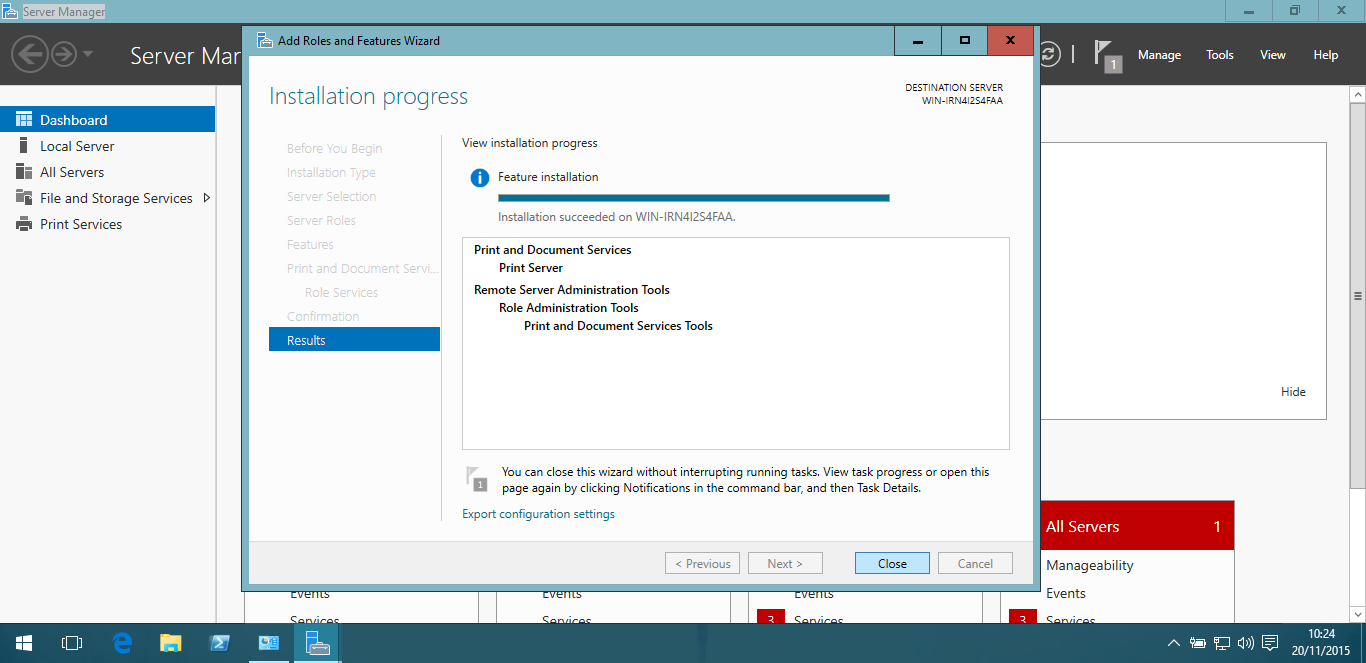 Server Manager
Add Roles and Features Wizard
Server Mar
1
Manage
Tools
View
Help
Dashboard
Local Server
All Servers
File and Storage Services
Print Services
Installation progress
DESTINATION SERVER
WIN-IRN4I2S4FAA
Before You Begin
Installation Type
Server Selection
Server Roles
Features
Print and Document Servi...
Role Services
Confirmation
Results
View installation progress
Feature installation
Installation succeeded on WIN-IRN4I2S4FAA.
Print and Document Services
Print Server
Remote Server Administration Tools
Role Administration Tools
Print and Document Services Tools
You can close this wizard without interrupting running tasks. View task progress or open this
page again by clicking Notifications in the command bar, and then Task Details.
1
Export configuration settings
< Previous
Next >
Close
Cancel
Hide
All Servers 1
Manageability
Events
3 Services
Events
Services
Events
Services
Events
3 Services
10:24
20/11/2015